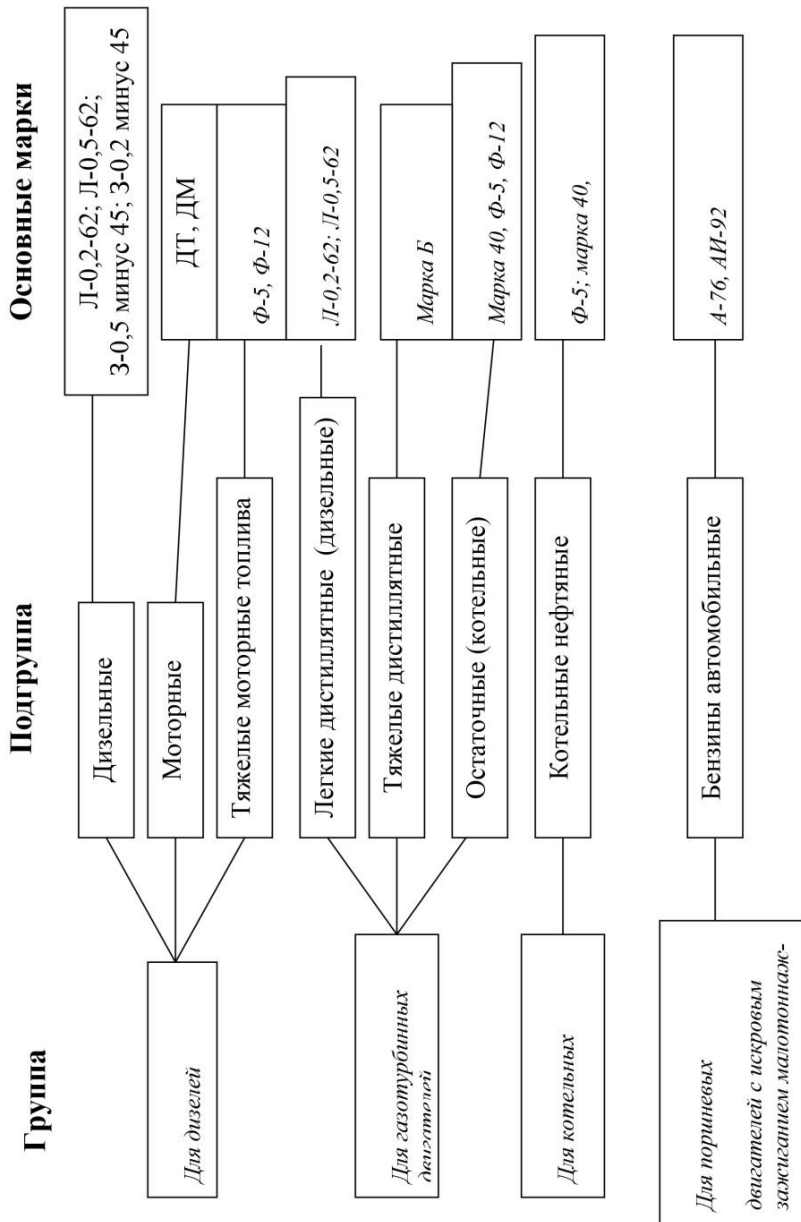 Группа
Подгруппа
Основные марки
Для дизелей
Дизельные
Л-0,2-62; Л-0,5-62;
З-0,5 минус 45; З-0,2 минус 45
Моторные
ДТ, ДМ
Тяжелые моторные топлива
Ф-5, Ф-12
Для газотурбинных
двигателей
Легкие дистиллятные (дизельные)
Л-0,2-62; Л-0,5-62
Тяжелые дистиллятные
Марка Б
Остаточные (котельные)
Марка 40, Ф-5, Ф-12
Для котельных
Котельные нефтяные
Ф-5; марка 40,
Для поршневых
двигателей с искровым
зажиганием малотоннаж-
Бензины автомобильные
А-76, АИ-92